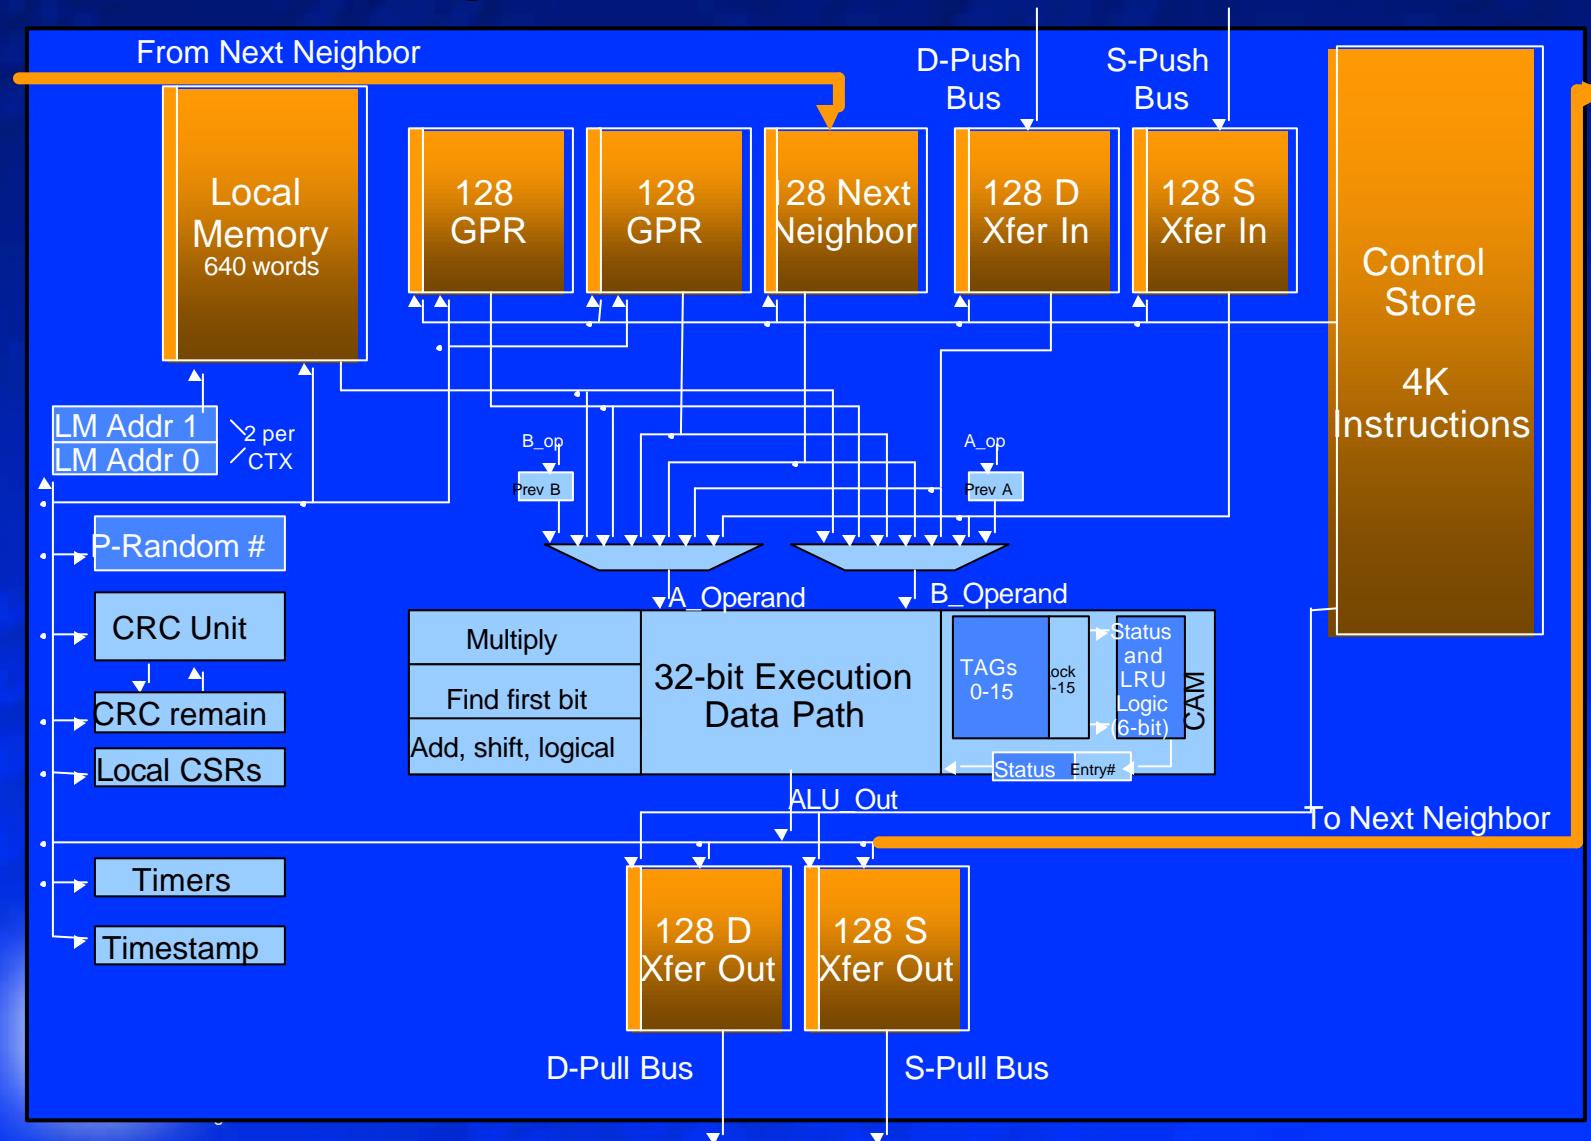 From Next Neighbor
D-Push
Bus
S-Push
Bus
Local
Memory
640 words
128
GPR
128
GPR
128 Next
Neighbor
128 D
Xfer In
128 S
Xfer In
Control
Store
4K
Instructions
LM Addr 1
LM Addr 0
2 per
CTX
B_op
A_op
Prev B
Prev A
P-Random #
CRC Unit
CRC remain
Local CSRs
Timers
Timestamp
A_Operand
B_Operand
Multiply
Find first bit
Add, shift, logical
32-bit Execution
Data Path
TAGs
0-15
Status
and
LRU
Logic
(6-bit)
CAM
Status
Entry#
ALU_Out
To Next Neighbor
128 D
Xfer Out
128 S
Xfer Out
D-Pull Bus
S-Pull Bus